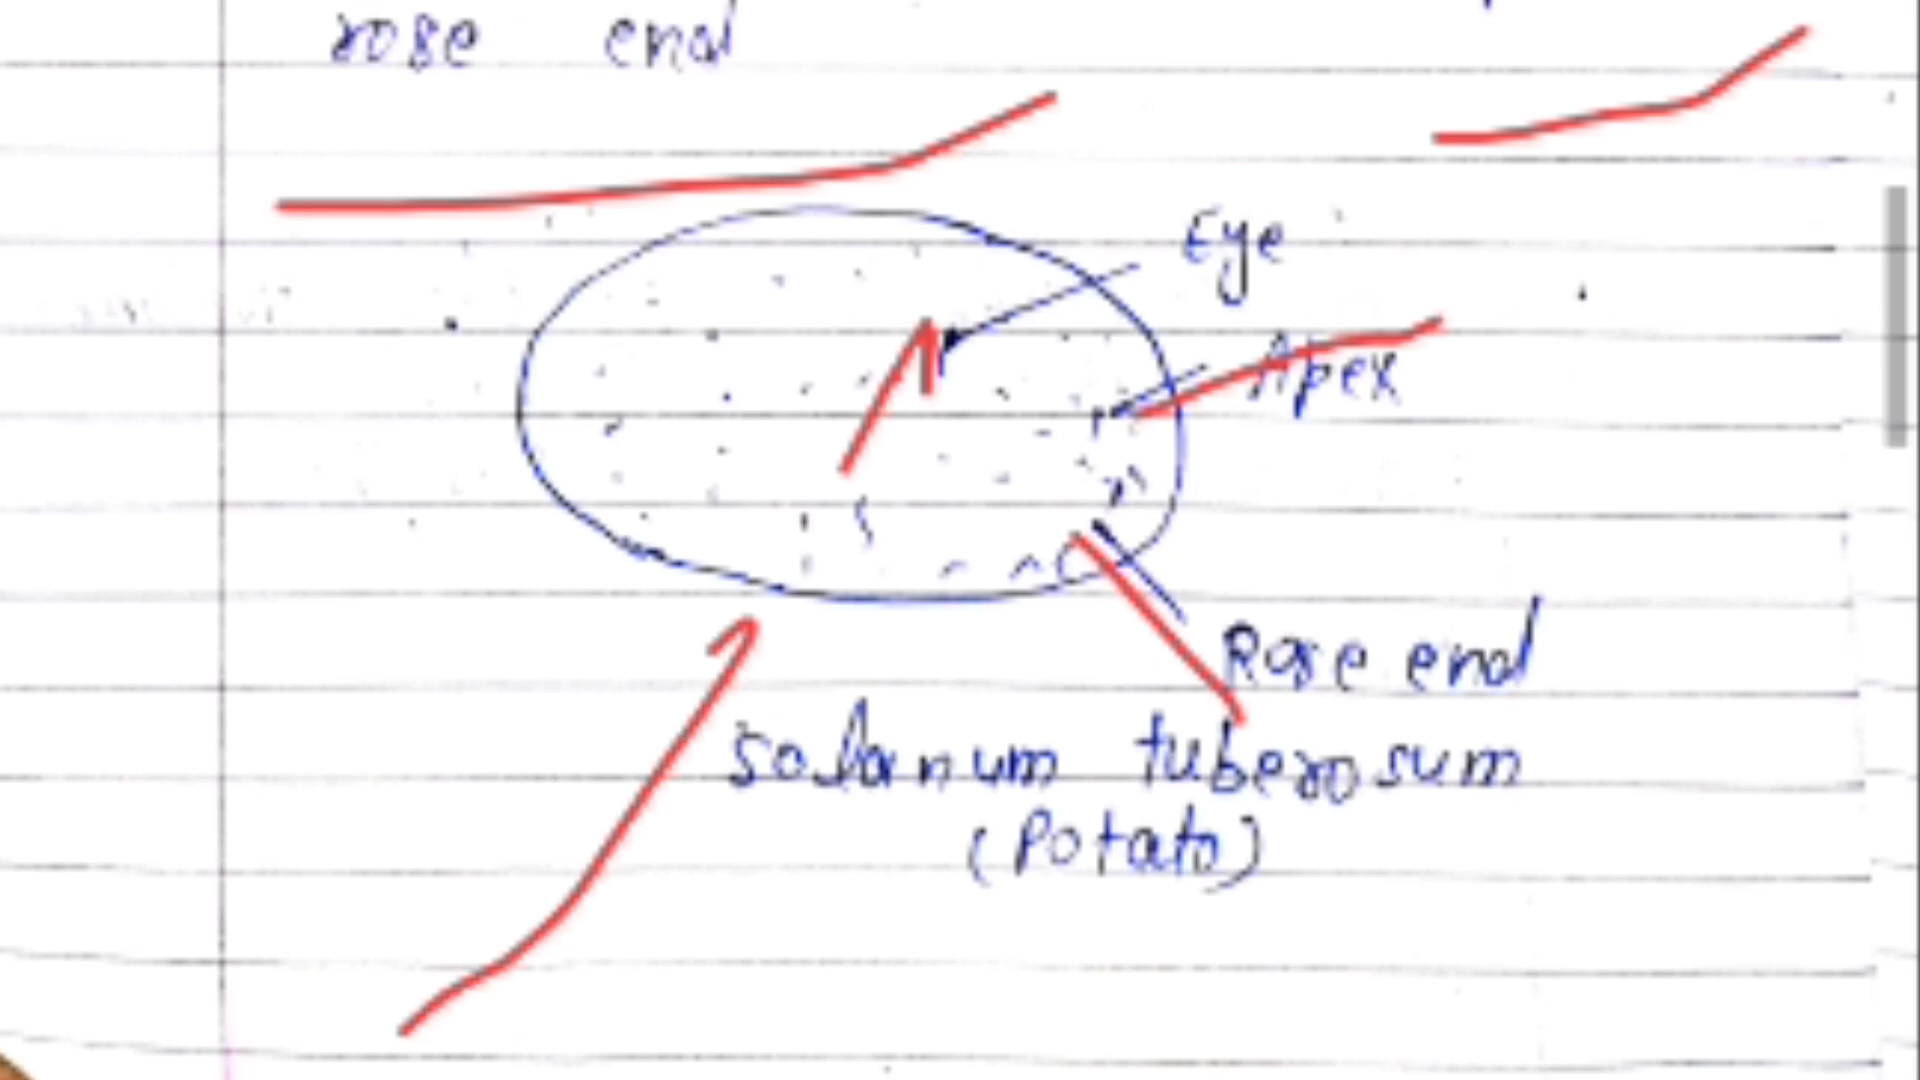 rose end
Eye
Apex
Rose end
Solanum tuberosum
(Potato)